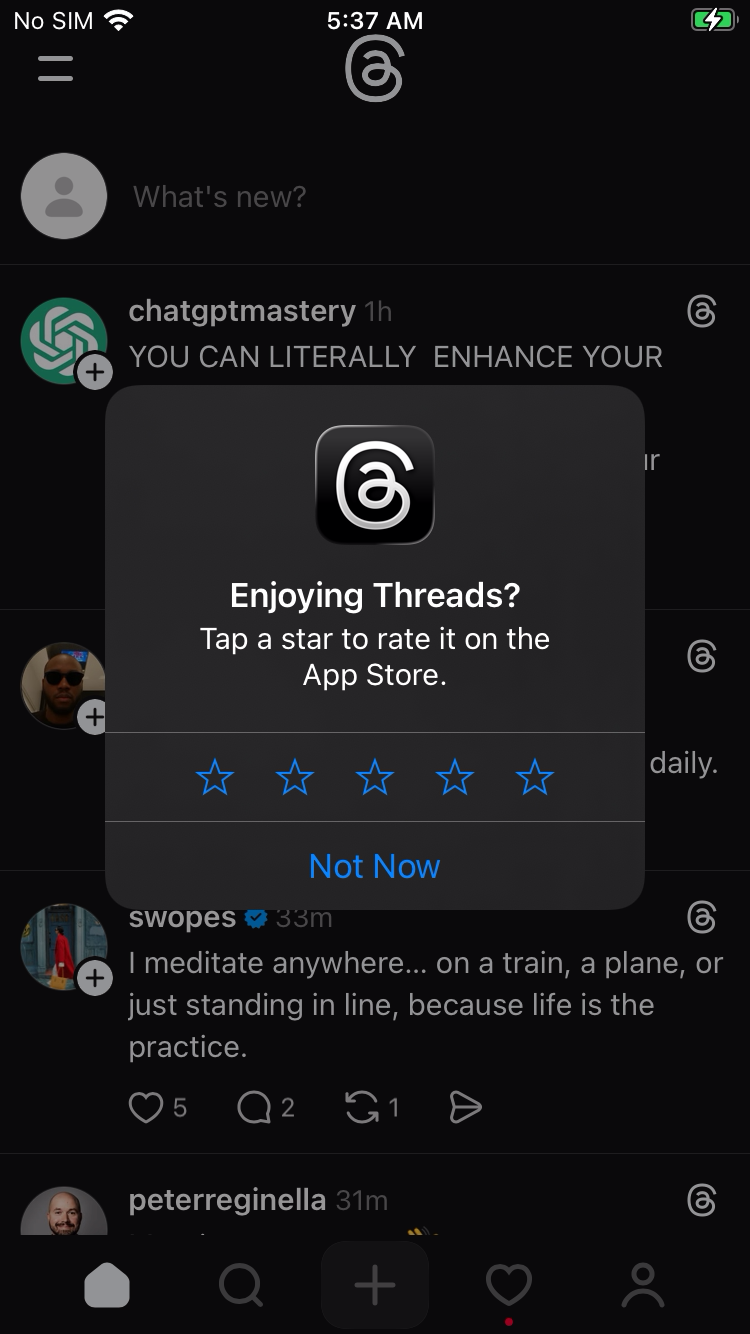 No SIM 5:37 AM
What's new?
chatgptmastery 1h
YOU CAN LITERALLY ENHANCE YOUR
Enjoying Threads?
Tap a star to rate it on the
App Store.
daily.
Not Now
swopes 33m
I meditate anywhere... on a train, a plane, or
just standing in line, because life is the
practice.
5 2 1
peterreginella 31m